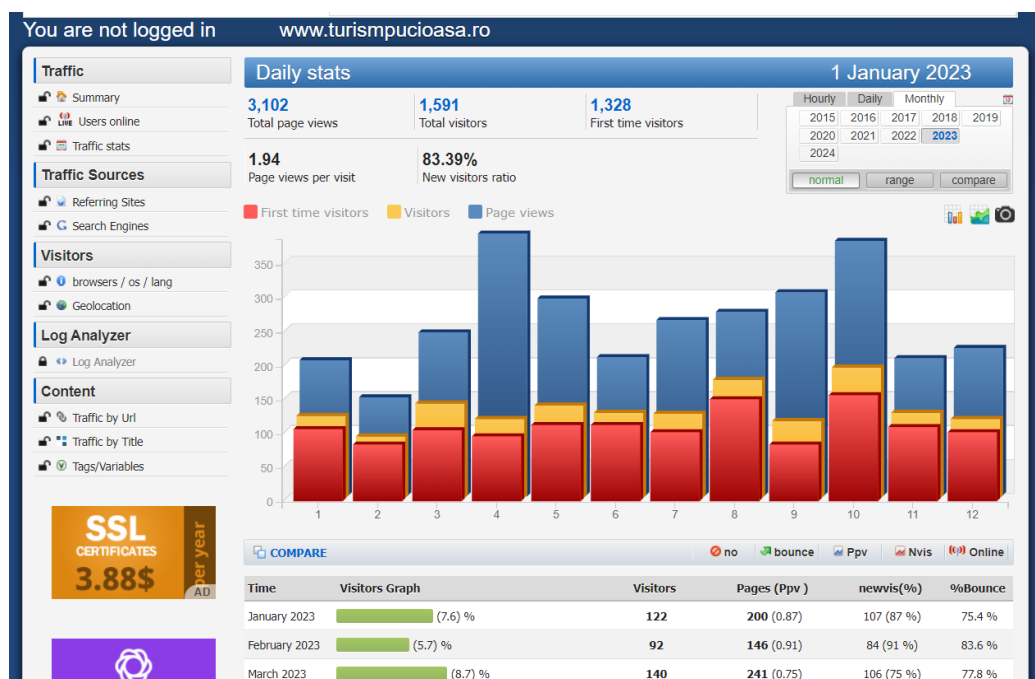 You are not logged in www.turismpucioasa.ro
Traffic
Summary
LIVE Users online
Traffic stats
Traffic Sources
Referring Sites
G Search Engines
Visitors
browsers / os / lang
Geolocation
Log Analyzer
Log Analyzer
Content
Traffic by Url
Traffic by Title
Tags/Variables
SSL
CERTIFICATES
3.88$
per year
AD
Daily stats 1 January 2023
3,102 1,591 1,328
Total page views Total visitors First time visitors
1.94 83.39%
Page views per visit New visitors ratio
Hourly Daily Monthly
2015 2016 2017 2018 2019
2020 2021 2022 2023
2024
normal range compare
First time visitors Visitors Page views
350
300
250
200
150
100
50
0
1 2 3 4 5 6 7 8 9 10 11 12
COMPARE no bounce Ppv Nvis Online
Time Visitors Graph Visitors Pages (Ppv ) newvis(%) %Bounce
January 2023 (7.6) % 122 200 (0.87) 107 (87 %) 75.4 %
February 2023 (5.7) % 92 146 (0.91) 84 (91 %) 83.6 %
March 2023 (8.7) % 140 241 (0.75) 106 (75 %) 77.8 %